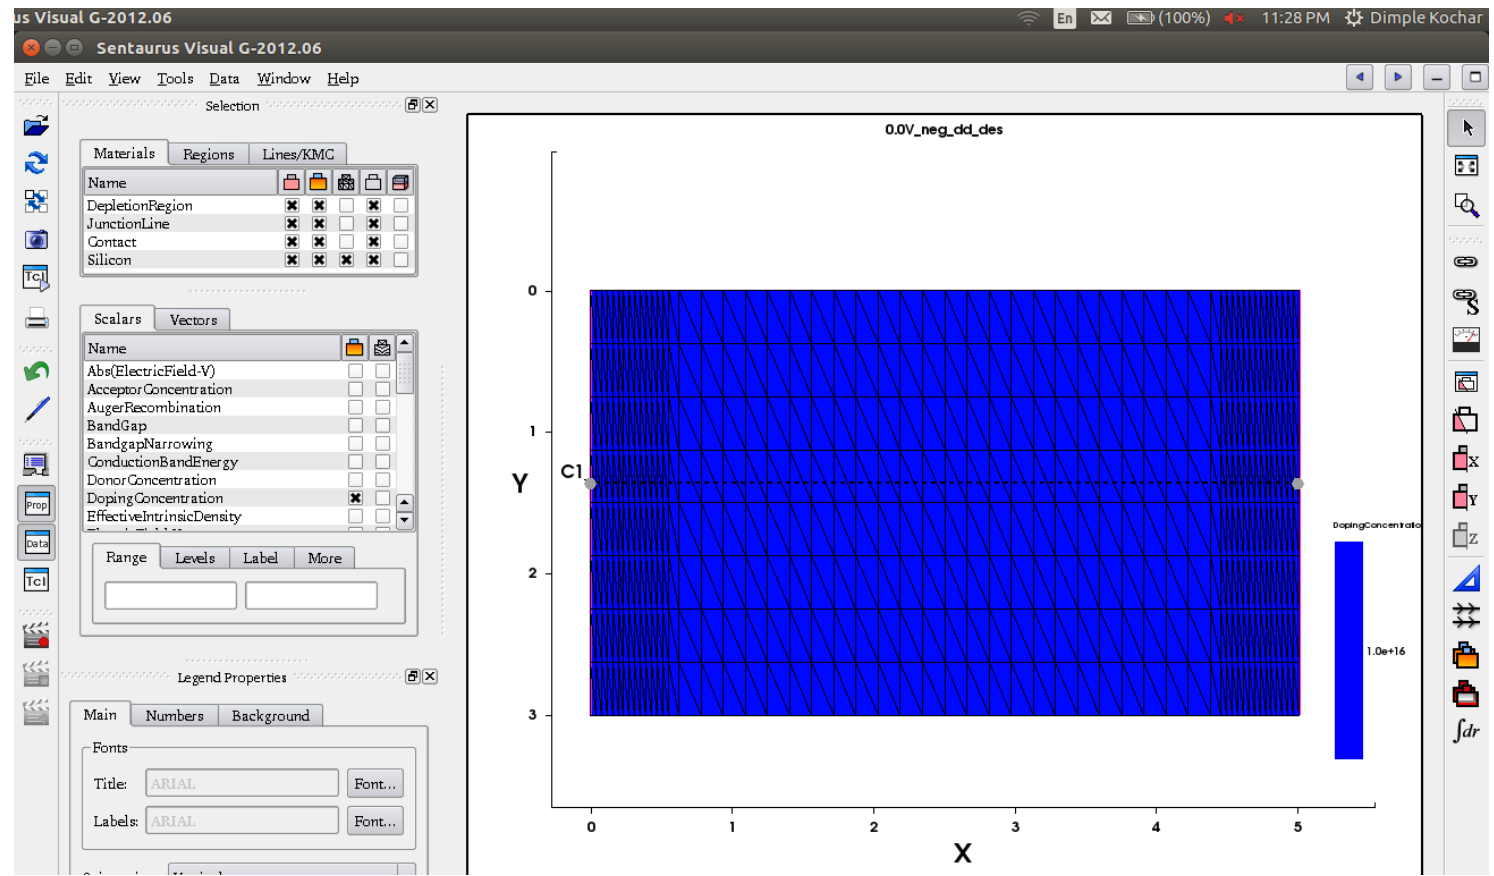 us Visual G-2012.06
En (100%) 11:28 PM Dimple Kochar
Sentaurus Visual G-2012.06
File Edit View Tools Data Window Help
Selection
Materials Regions Lines/KMC
Name
DepletionRegion
JunctionLine
Contact
Silicon
Scalars Vectors
Name
Abs(ElectricField-V)
AcceptorConcentration
AugerRecombination
BandGap
BandgapNarrowing
ConductionBandEnergy
DonorConcentration
DopingConcentration
EffectiveIntrinsicDensity
Range Levels Label More
Legend Properties
Main Numbers Background
Fonts
Title: ARIAL Font...
Labels: ARIAL Font...
Tcl
Prop
Data
Tcl
0.0V_neg_dd_des
0
1
2
3
Y
C1
0 1 2 3 4 5
X
DopingConcentratio
1.0e+16
S
X
Y
Z
∫dr